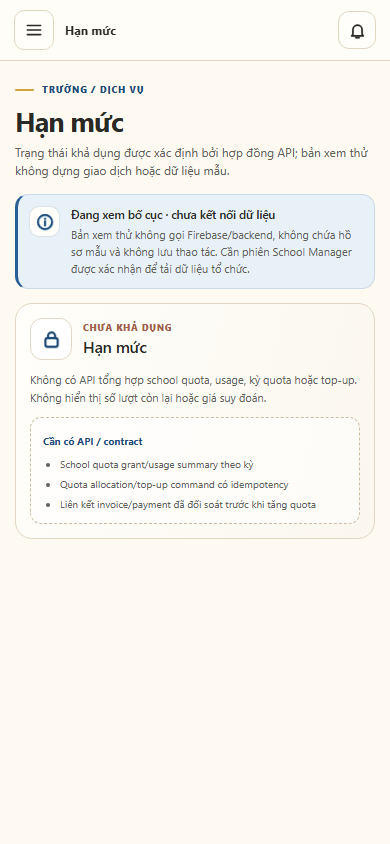 Hạn mức
TRƯỜNG / DỊCH VỤ
Hạn mức
Trạng thái khả dụng được xác định bởi hợp đồng API; bản xem thử
không dựng giao dịch hoặc dữ liệu mẫu.
Đang xem bố cục · chưa kết nối dữ liệu
Bản xem thử không gọi Firebase/backend, không chứa hồ
sơ mẫu và không lưu thao tác. Cần phiên School Manager
được xác nhận để tải dữ liệu tổ chức.
CHƯA KHẢ DỤNG
Hạn mức
Không có API tổng hợp school quota, usage, kỳ quota hoặc top-up.
Không hiển thị số lượt còn lại hoặc giá suy đoán.
Cần có API / contract
School quota grant/usage summary theo kỳ
Quota allocation/top-up command có idempotency
Liên kết invoice/payment đã đối soát trước khi tăng quota